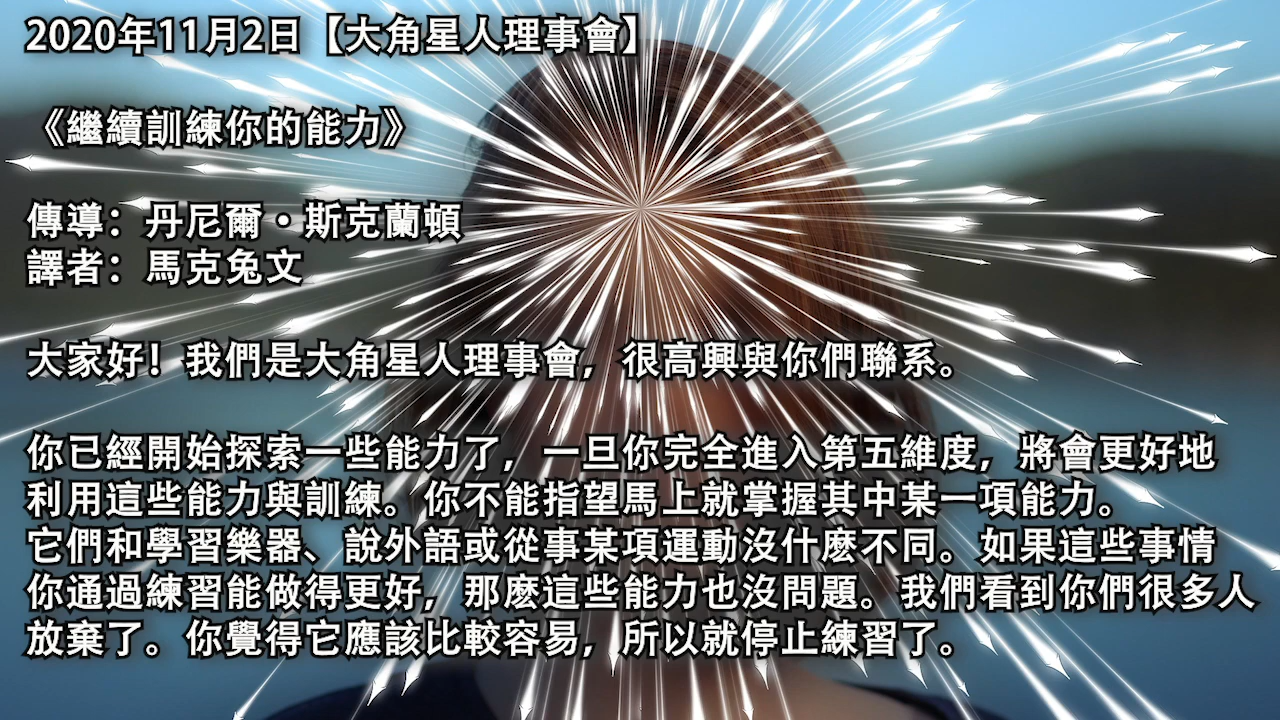 2020年11月2日【大角星人理事會】
《繼續訓練你的能力》
傳導：丹尼爾・斯克蘭頓
譯者：馬克兔文
大家好！我們是大角星人理事會，很高興與你們聯系。
你已經開始探索一些能力了，一旦你完全進入第五維度，將會更好地
利用這些能力與訓練。你不能指望馬上就掌握其中某一項能力。
它們和學習樂器、說外語或從事某項運動沒什麽不同。如果這些事情
你通過練習能做得更好，那麽這些能力也沒問題。我們看到你們很多人
放棄了。你覺得它應該比較容易，所以就停止練習了。